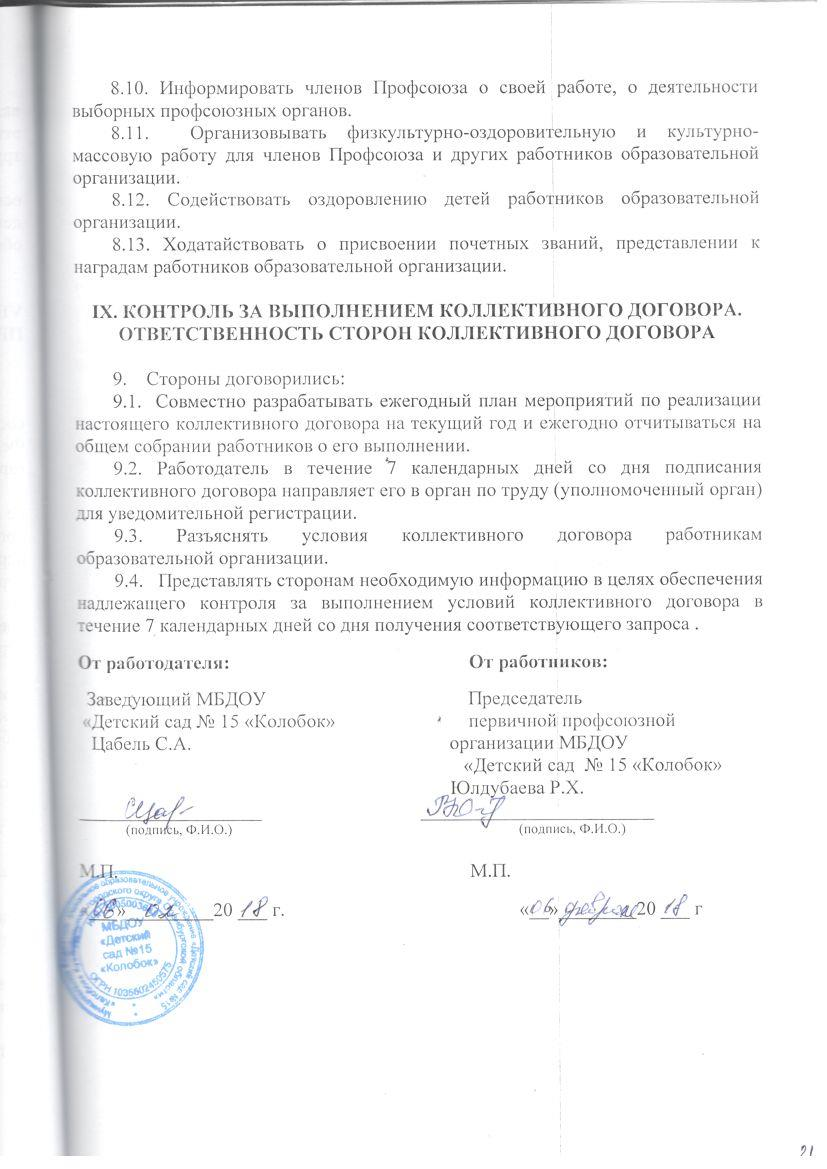 8.10. Информировать членов Профсоюза о своей работе, о деятельности
выборных профсоюзных органов.
8.11. Организовывать физкультурно-оздоровительную и культурно-
массовую работу для членов Профсоюза и других работников образовательной
организации.
8.12. Содействовать оздоровлению детей работников образовательной
организации.
8.13. Ходатайствовать о присвоении почетных званий, представлении к
наградам работников образовательной организации.
IX. КОНТРОЛЬ ЗА ВЫПОЛНЕНИЕМ КОЛЛЕКТИВНОГО ДОГОВОРА.
ОТВЕТСТВЕННОСТЬ СТОРОН КОЛЛЕКТИВНОГО ДОГОВОРА
9. Стороны договорились:
9.1. Совместно разрабатывать ежегодный план мероприятий по реализации
настоящего коллективного договора на текущий год и ежегодно отчитываться на
общем собрании работников о его выполнении.
9.2. Работодатель в течение 7 календарных дней со дня подписания
коллективного договора направляет его в орган по труду (уполномоченный орган)
для уведомительной регистрации.
9.3. Разъяснять условия коллективного договора работникам
образовательной организации.
9.4. Представлять сторонам необходимую информацию в целях обеспечения
надлежащего контроля за выполнением условий коллективного договора в
течение 7 календарных дней со дня получения соответствующего запроса .
От работодателя: От работников:
Заведующий МБДОУ Председатель
«Детский сад № 15 «Колобок» первичной профсоюзной
Цабель С.А. организации МБДОУ
«Детский сад № 15 «Колобок»
Юлдубаева Р.Х.
(подпись, Ф.И.О.) (подпись, Ф.И.О.)
М.П. М.П.
«06» 02 20 18 г. «06» февраля 20 18 г
МБДОУ
«Детский
сад №15
«Колобок»
ОГРН 1035602450575
21